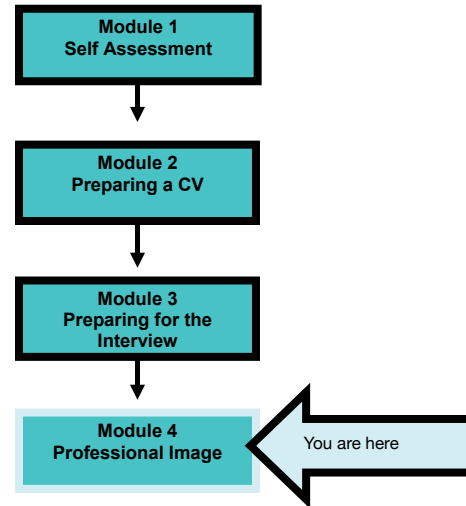 Module 1
Self Assessment
Module 2
Preparing a CV
Module 3
Preparing for the
Interview
Module 4
Professional Image
You are here